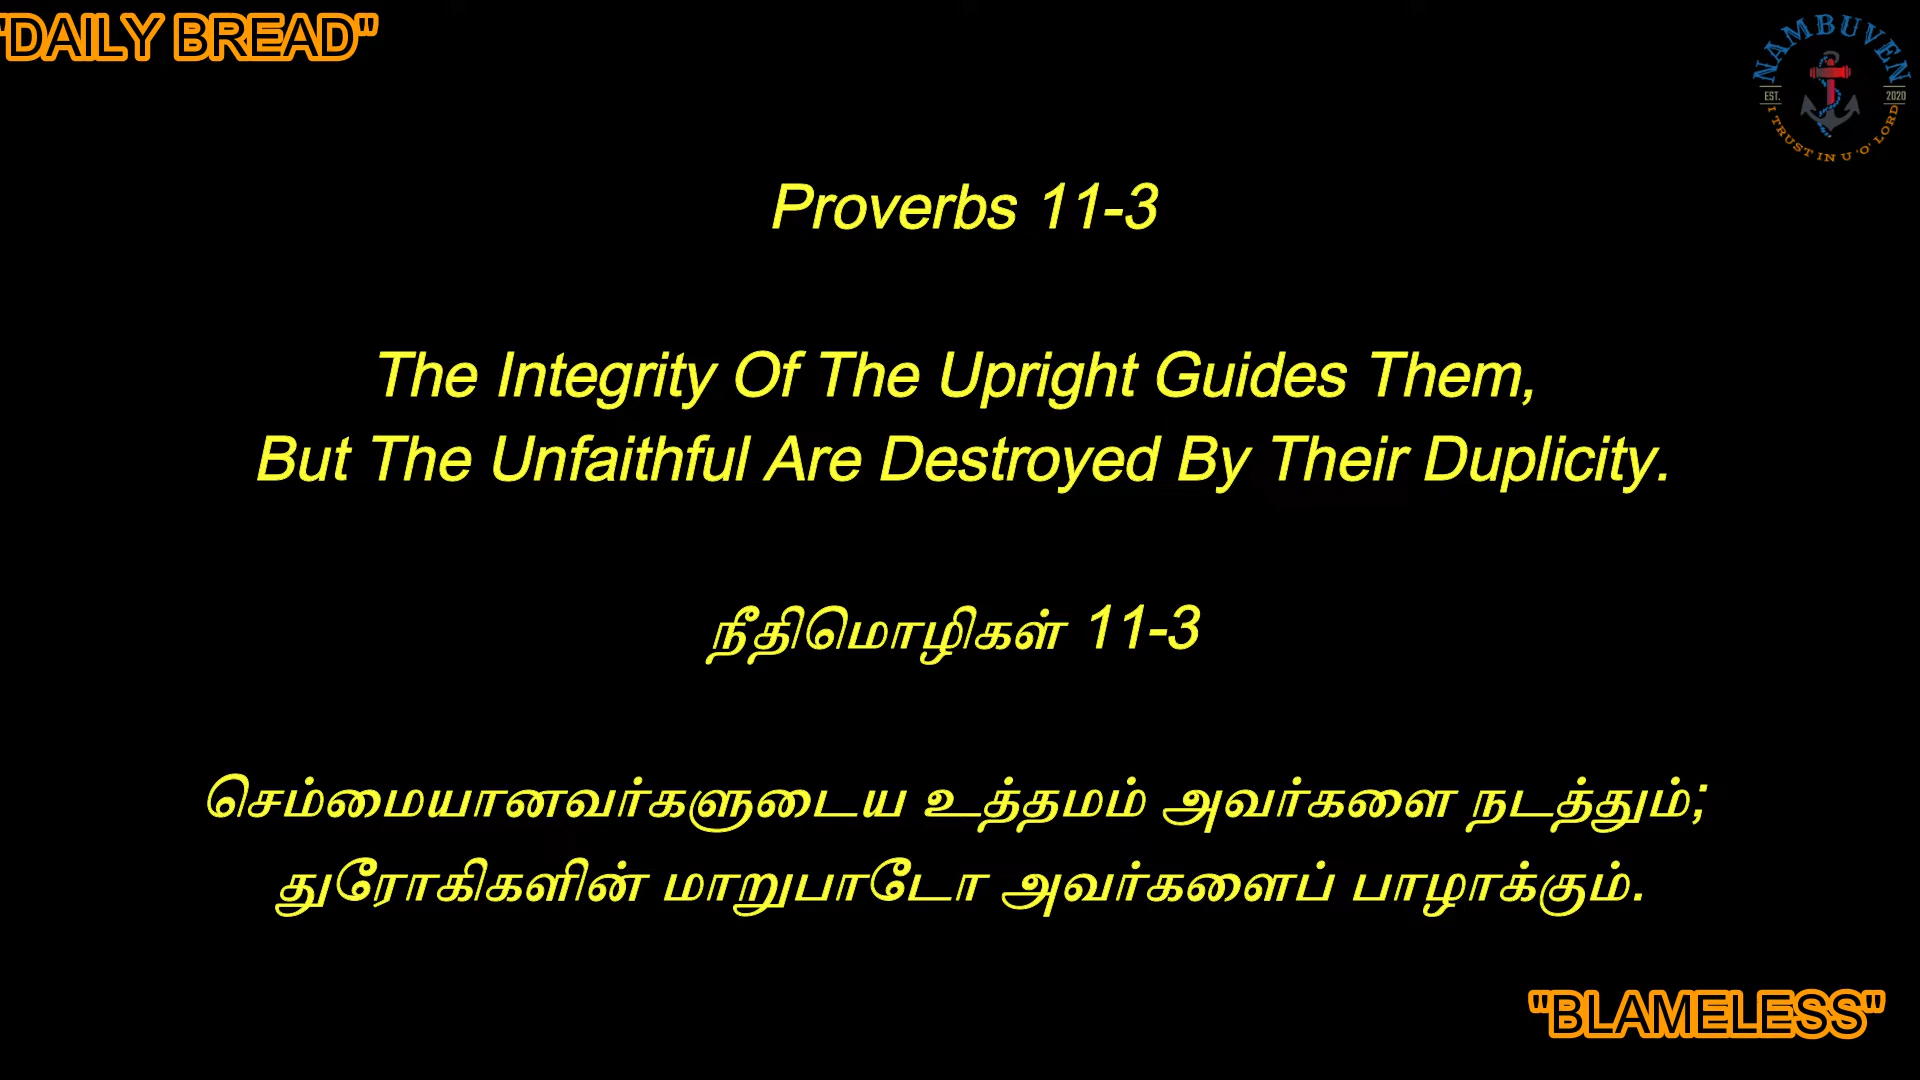 "DAILY BREAD"
NAMBUVEN
EST. 2020
I TRUST IN U 'O' LORD
Proverbs 11-3
The Integrity Of The Upright Guides Them,
But The Unfaithful Are Destroyed By Their Duplicity.
நீதிமொழிகள் 11-3
செம்மையானவர்களுடைய உத்தமம் அவர்களை நடத்தும்;
துரோகிகளின் மாறுபாடோ அவர்களைப் பாழாக்கும்.
"BLAMELESS"